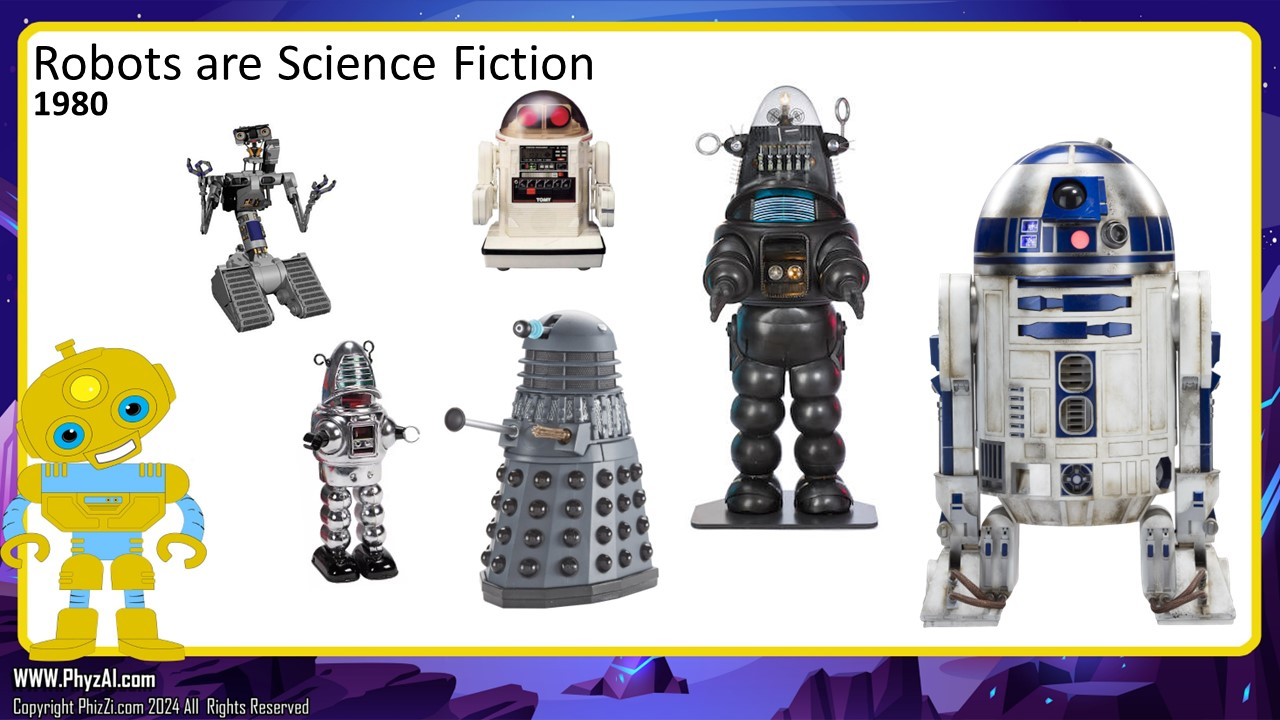 Robots are Science Fiction
1980
TOMY
WWW.PhyzAI.com
Copyright PhizZi.com 2024 All Rights Reserved